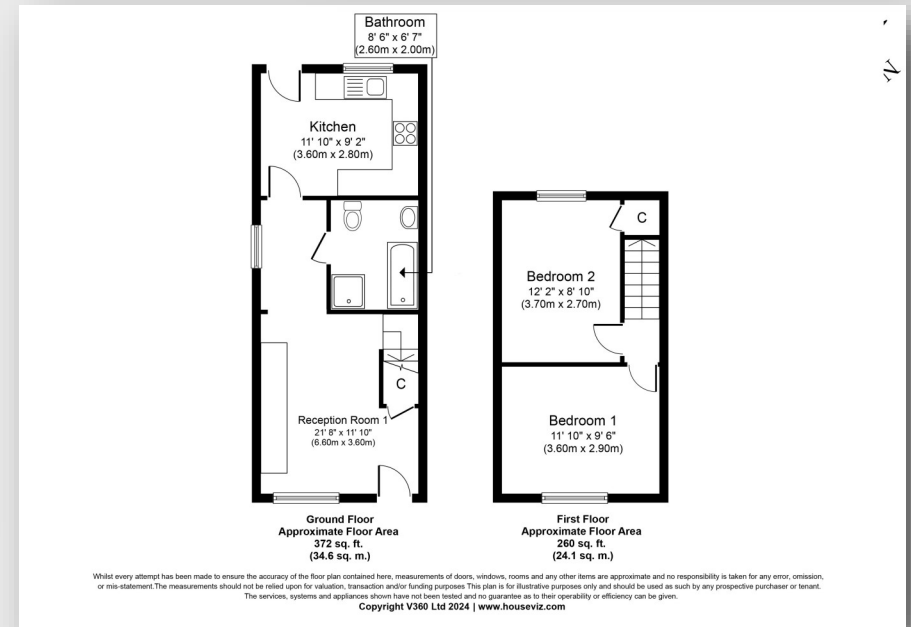 Bathroom
8' 6" x 6' 7"
(2.60m x 2.00m)
N
Kitchen
11' 10" x 9' 2"
(3.60m x 2.80m)
C
Bedroom 2
12' 2" x 8' 10"
(3.70m x 2.70m)
C
Reception Room 1
21' 8" x 11' 10"
(6.60m x 3.60m)
Bedroom 1
11' 10" x 9' 6"
(3.60m x 2.90m)
Ground Floor
Approximate Floor Area
372 sq. ft.
(34.6 sq. m.)
First Floor
Approximate Floor Area
260 sq. ft.
(24.1 sq. m.)
Whilst every attempt has been made to ensure the accuracy of the floor plan contained here, measurements of doors, windows, rooms and any other items are approximate and no responsibility is taken for any error, omission,
or mis-statement.The measurements should not be relied upon for valuation, transaction and/or funding purposes This plan is for illustrative purposes only and should be used as such by any prospective purchaser or tenant.
The services, systems and appliances shown have not been tested and no guarantee as to their operability or efficiency can be given.
Copyright V360 Ltd 2024 | www.houseviz.com